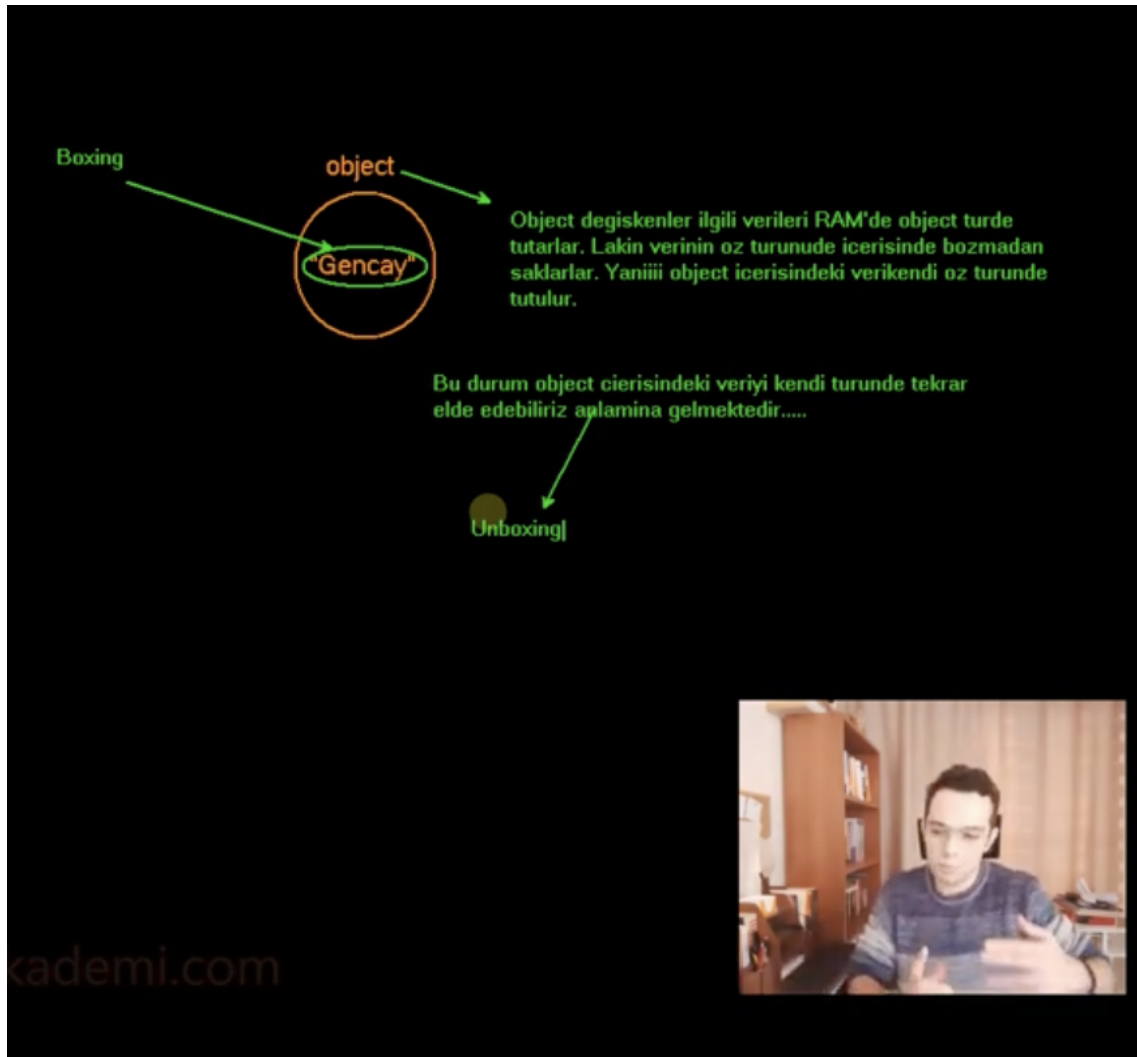 Boxing
object
"Gencay"
Object degiskenler ilgili verileri RAM'de object turde
tutarlar. Lakin verinin oz turunude icerisinde bozmadan
saklarlar. Yaniiii object icerisindeki verikendi oz turunde
tutulur.
Bu durum object cierisindeki veriyi kendi turunde tekrar
elde edebiliriz anlamina gelmektedir.....
Unboxing
kademi.com